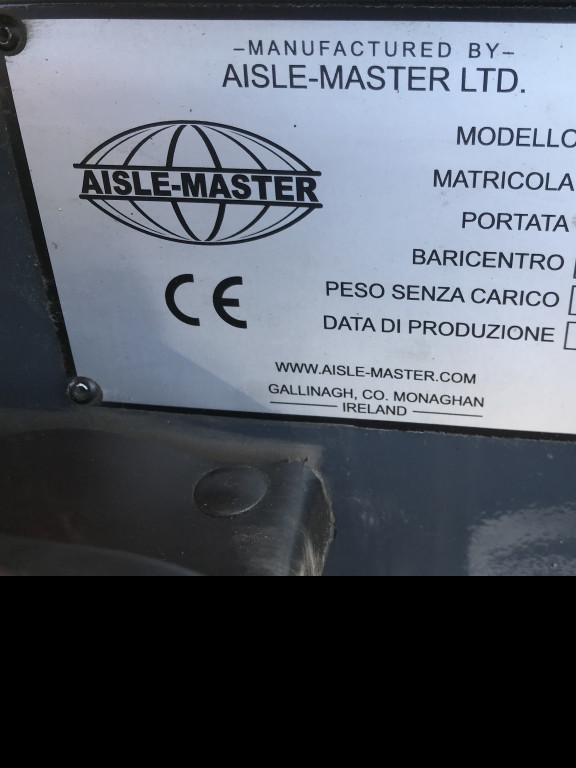 –MANUFACTURED BY–
AISLE-MASTER LTD.
AISLE-MASTER
CE
MODELLO
MATRICOLA
PORTATA
BARICENTRO
PESO SENZA CARICO
DATA DI PRODUZIONE
WWW.AISLE-MASTER.COM
GALLINAGH, CO. MONAGHAN
IRELAND